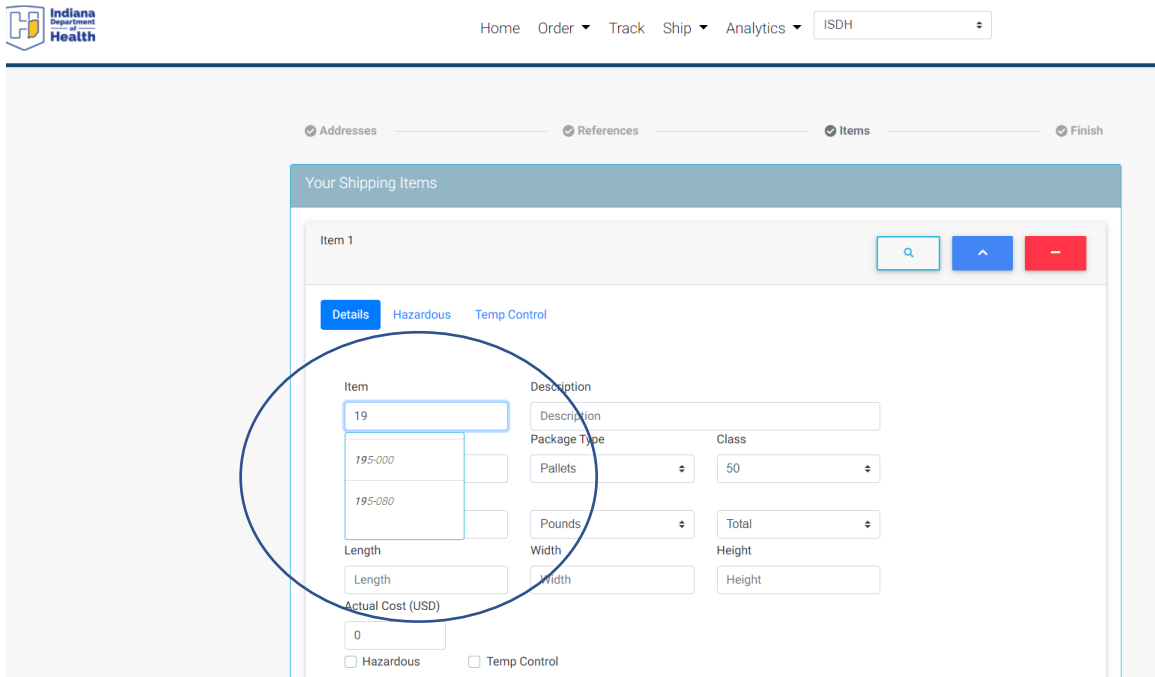 Indiana
Department
of
Health
Home Order Track Ship Analytics ISDH
Addresses References Items Finish
Your Shipping Items
Item 1
Details Hazardous Temp Control
Item Description
19 Description
Package Type Class
195-000 Pallets 50
195-080
Pounds Total
Length Width Height
Length Width Height
Actual Cost (USD)
0
Hazardous Temp Control